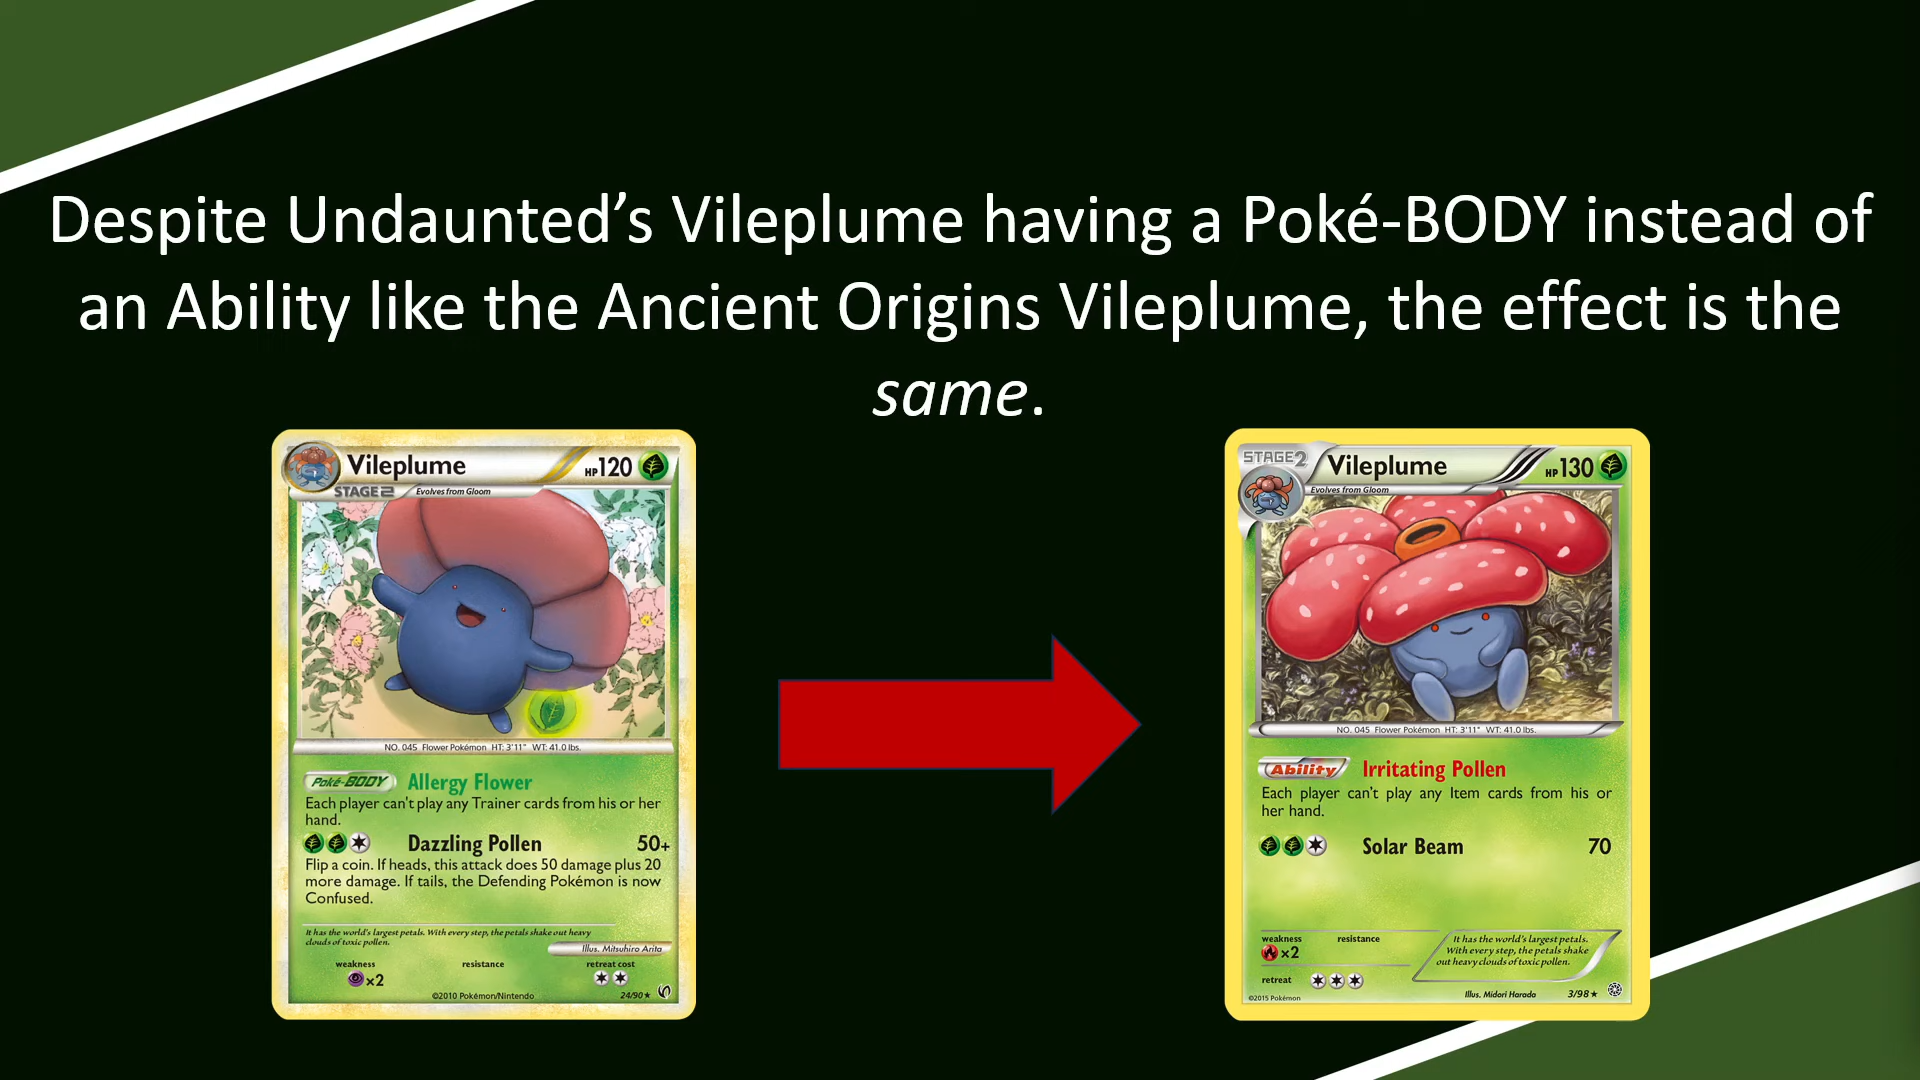 Despite Undaunted’s Vileplume having a Poké-BODY instead of
an Ability like the Ancient Origins Vileplume, the effect is the
same.
Vileplume HP120
STAGE2 Evolves from Gloom
NO. 045 Flower Pokémon HT: 3'11" WT: 41.0 lbs.
Poké-BODY Allergy Flower
Each player can't play any Trainer cards from his or her
hand.
Dazzling Pollen 50+
Flip a coin. If heads, this attack does 50 damage plus 20
more damage. If tails, the Defending Pokémon is now
Confused.
It has the world's largest petals. With every step, the petals shake out heavy
clouds of toxic pollen.
Illus. Mitsuhiro Arita
weakness resistance retreat cost
×2
©2010 Pokémon/Nintendo 24/90★
STAGE2 Vileplume HP130
Evolves from Gloom
NO. 045 Flower Pokémon HT: 3'11" WT: 41.0 lbs.
Ability Irritating Pollen
Each player can't play any Item cards from his or
her hand.
Solar Beam 70
weakness resistance
×2
It has the world's largest petals.
With every step, the petals shake
out heavy clouds of toxic pollen.
retreat
©2015 Pokémon Illus. Midori Harada 3/98★